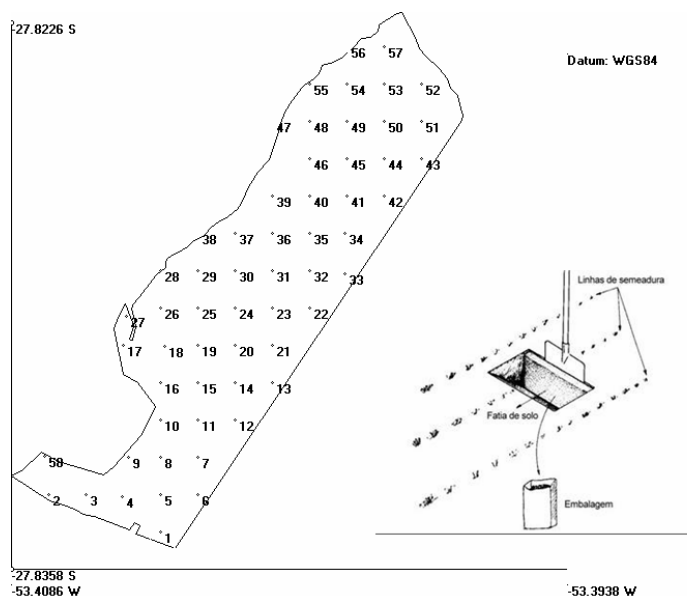 -27.8226 S
Datum: WGS84
56 57
55 54 53 52
47 48 49 50 51
46 45 44 43
39 40 41 42
38 37 36 35 34
28 29 30 31 32 33
27 26 25 24 23 22
17 18 19 20 21
16 15 14 13
10 11 12
58 9 8 7
2 3 4 5 6
1
Linhas de semeadura
Fatia de solo
Embalagem
-27.8358 S
-53.4086 W
-53.3938 W